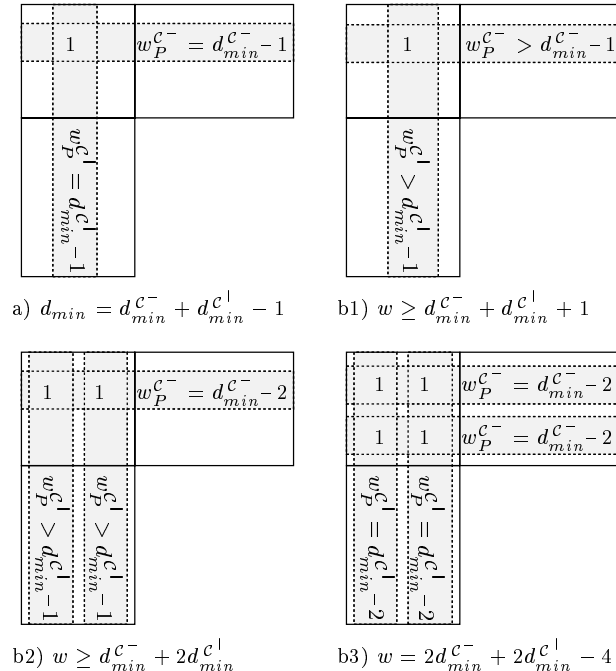 1 w_P^{C^-} = d_{min}^{C^-} - 1
w_P^{C^|} = d_{min}^{C^|} - 1
a) d_{min} = d_{min}^{C^-} + d_{min}^{C^|} - 1
1 w_P^{C^-} > d_{min}^{C^-} - 1
w_P^{C^|} > d_{min}^{C^|} - 1
b1) w ≥ d_{min}^{C^-} + d_{min}^{C^|} + 1
1 1 w_P^{C^-} = d_{min}^{C^-} - 2
w_P^{C^|} > d_{min}^{C^|} - 1
w_P^{C^|} > d_{min}^{C^|} - 1
b2) w ≥ d_{min}^{C^-} + 2d_{min}^{C^|}
1 1 w_P^{C^-} = d_{min}^{C^-} - 2
1 1 w_P^{C^-} = d_{min}^{C^-} - 2
w_P^{C^|} = d_{min}^{C^|} - 2
w_P^{C^|} = d_{min}^{C^|} - 2
b3) w = 2d_{min}^{C^-} + 2d_{min}^{C^|} - 4